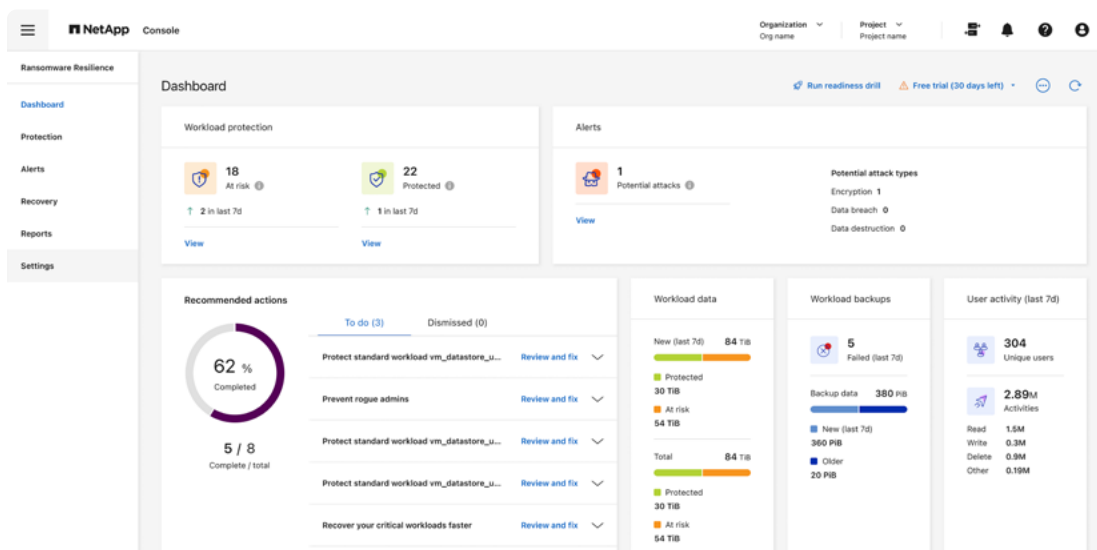 NetApp Console
Organization
Org name
Project
Project name
Ransomware Resilience
Dashboard
Protection
Alerts
Recovery
Reports
Settings
Dashboard
Run readiness drill
Free trial (30 days left)
Workload protection
18
At risk
2 in last 7d
View
22
Protected
1 in last 7d
View
Alerts
1
Potential attacks
View
Potential attack types
Encryption 1
Data breach 0
Data destruction 0
Recommended actions
62 %
Completed
5 / 8
Complete / total
To do (3) Dismissed (0)
Protect standard workload vm_datastore_u... Review and fix
Prevent rogue admins Review and fix
Protect standard workload vm_datastore_u... Review and fix
Protect standard workload vm_datastore_u... Review and fix
Recover your critical workloads faster Review and fix
Workload data
New (last 7d) 84 TiB
Protected
30 TiB
At risk
54 TiB
Total 84 TiB
Protected
30 TiB
At risk
54 TiB
Workload backups
5
Failed (last 7d)
Backup data 380 PiB
New (last 7d)
360 PiB
Older
20 PiB
User activity (last 7d)
304
Unique users
2.89M
Activities
Read 1.5M
Write 0.3M
Delete 0.9M
Other 0.19M